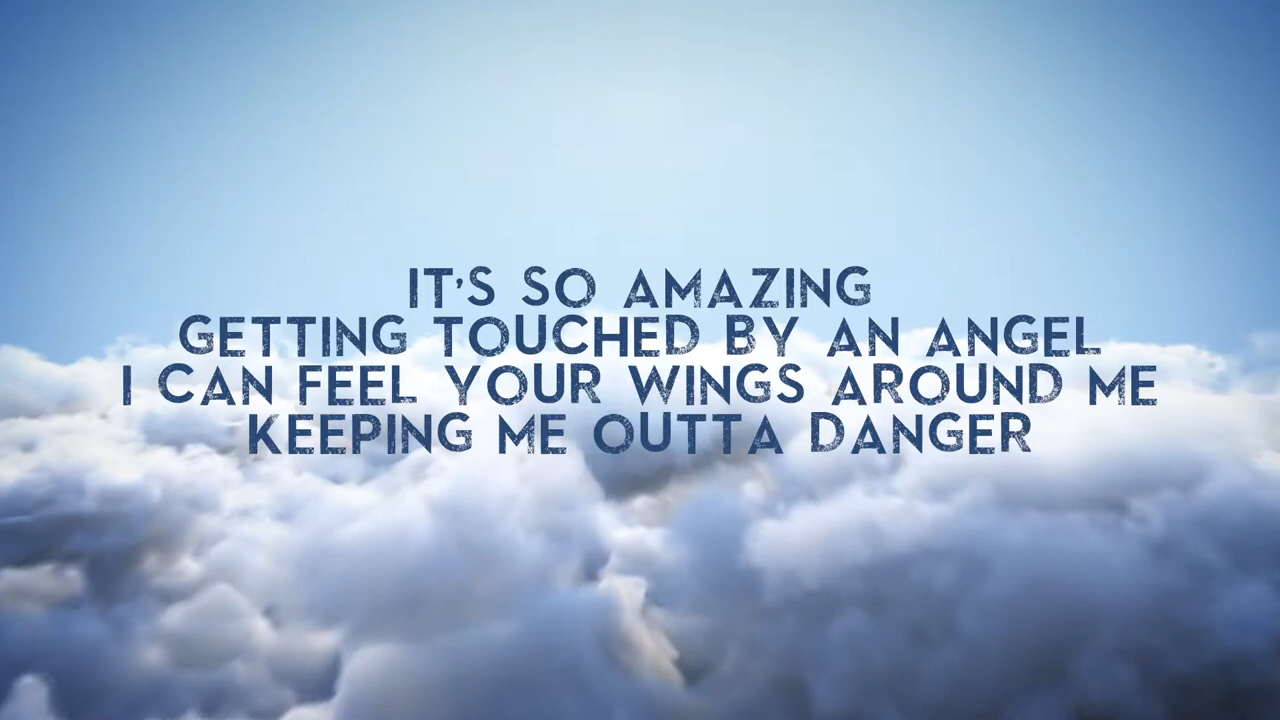 IT'S SO AMAZING
GETTING TOUCHED BY AN ANGEL
I CAN FEEL YOUR WINGS AROUND ME
KEEPING ME OUTTA DANGER